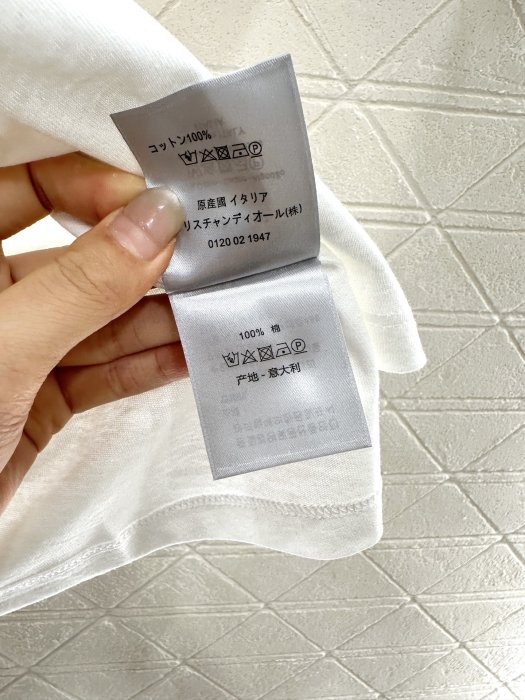 コットン100%
原産國 イタリア
リスチャンディオール(株)
0120 02 1947
100% 棉
产地 - 意大利